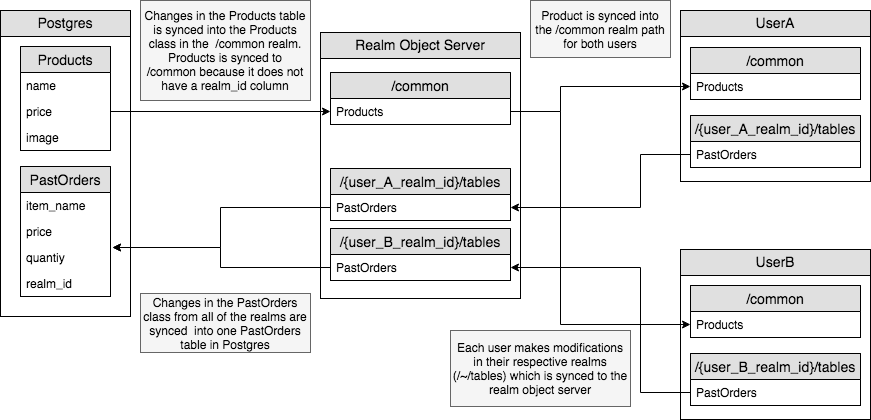 Postgres
Products
name
price
image
PastOrders
item_name
price
quantiy
realm_id
Changes in the Products table
is synced into the Products
class in the  /common realm.
Products is synced to
/common because it does not
have a realm_id column
Realm Object Server
/common
Products
/{user_A_realm_id}/tables
PastOrders
/{user_B_realm_id}/tables
PastOrders
Changes in the PastOrders
class from all of the realms are
synced  into one PastOrders
table in Postgres
Product is synced into
the /common realm path
for both users
Each user makes modifications
in their respective realms
(/~/tables) which is synced to the
realm object server
UserA
/common
Products
/{user_A_realm_id}/tables
PastOrders
UserB
/common
Products
/{user_B_realm_id}/tables
PastOrders